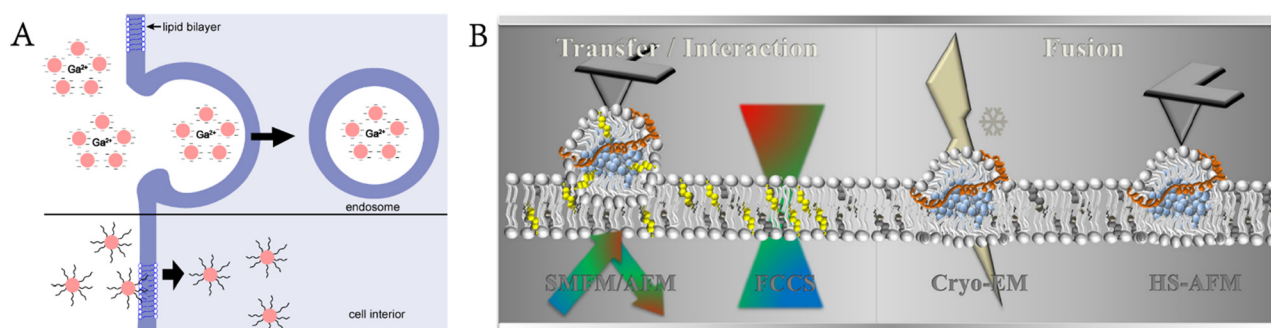 A
lipid bilayer
Ga²⁺
Ga²⁺
Ga²⁺
Ga²⁺
endosome
cell interior
B
Transfer / Interaction
Fusion
SMFM/AFM
FCCS
Cryo-EM
HS-AFM